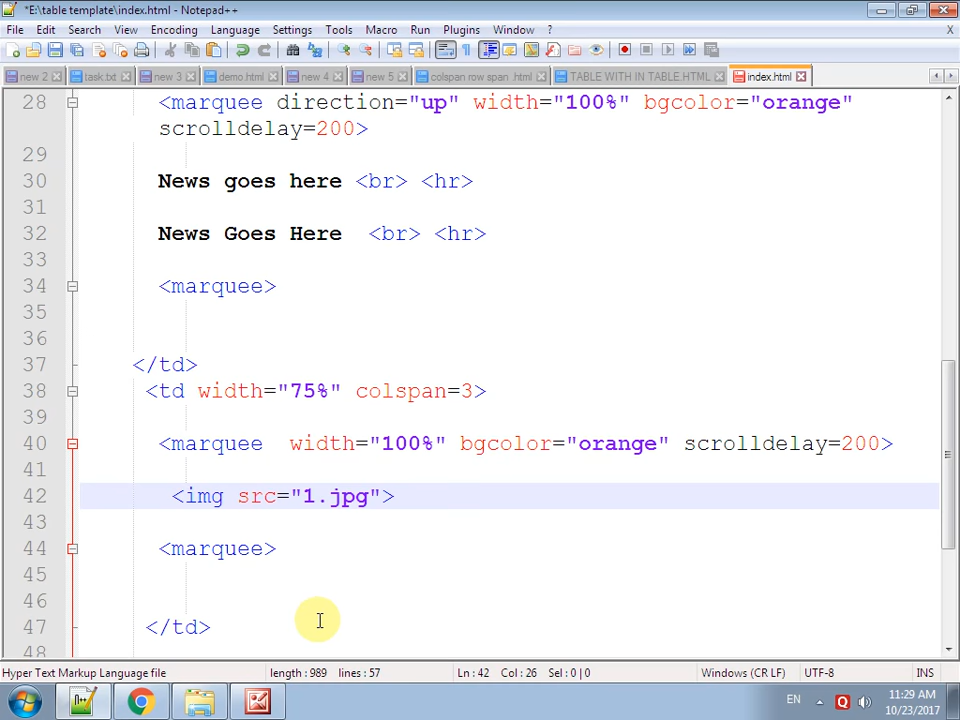 *E:\table template\index.html - Notepad++
File Edit Search View Encoding Language Settings Tools Macro Run Plugins Window ? X
new 2 task.txt new 3 demo.html new 4 new 5 colspan row span .html TABLE WITH IN TABLE.HTML index.html
28 <marquee direction="up" width="100%" bgcolor="orange"
scrolldelay=200>
29
30 News goes here <br> <hr>
31
32 News Goes Here <br> <hr>
33
34 <marquee>
35
36
37 </td>
38 <td width="75%" colspan=3>
39
40 <marquee width="100%" bgcolor="orange" scrolldelay=200>
41
42 <img src="1.jpg">
43
44 <marquee>
45
46
47 </td>
48
Hyper Text Markup Language file length : 989 lines : 57 Ln : 42 Col : 26 Sel : 0 | 0 Windows (CR LF) UTF-8 INS
EN 11:29 AM
10/23/2017